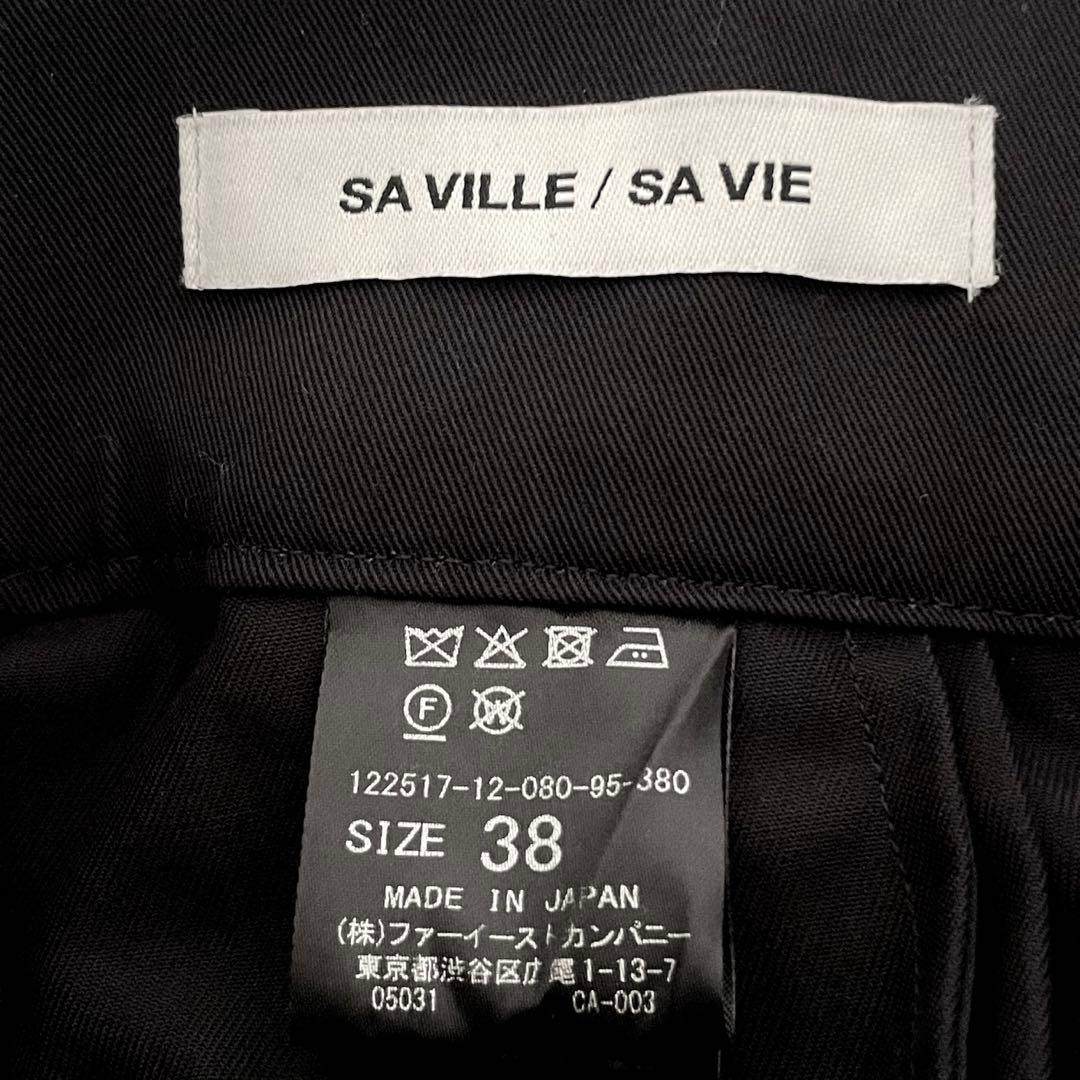 SA VILLE / SA VIE
F W
122517-12-080-95-380
SIZE 38
MADE IN JAPAN
(株)ファーイーストカンパニー
東京都渋谷区広尾1-13-7
05031 CA-003